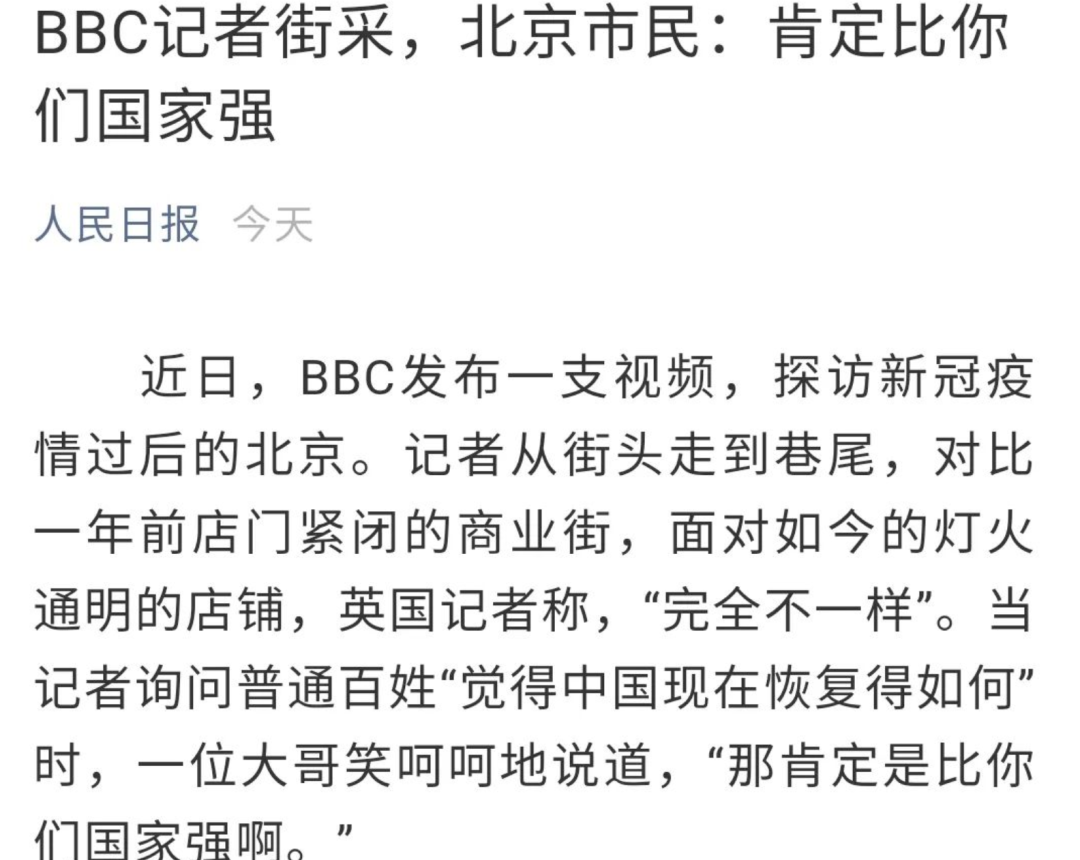 BBC记者街采，北京市民：肯定比你
们国家强
人民日报 今天
近日，BBC发布一支视频，探访新冠疫
情过后的北京。记者从街头走到巷尾，对比
一年前店门紧闭的商业街，面对如今的灯火
通明的店铺，英国记者称，“完全不一样”。当
记者询问普通百姓“觉得中国现在恢复得如何”
时，一位大哥笑呵呵地说道，“那肯定是比你
们国家强啊。”